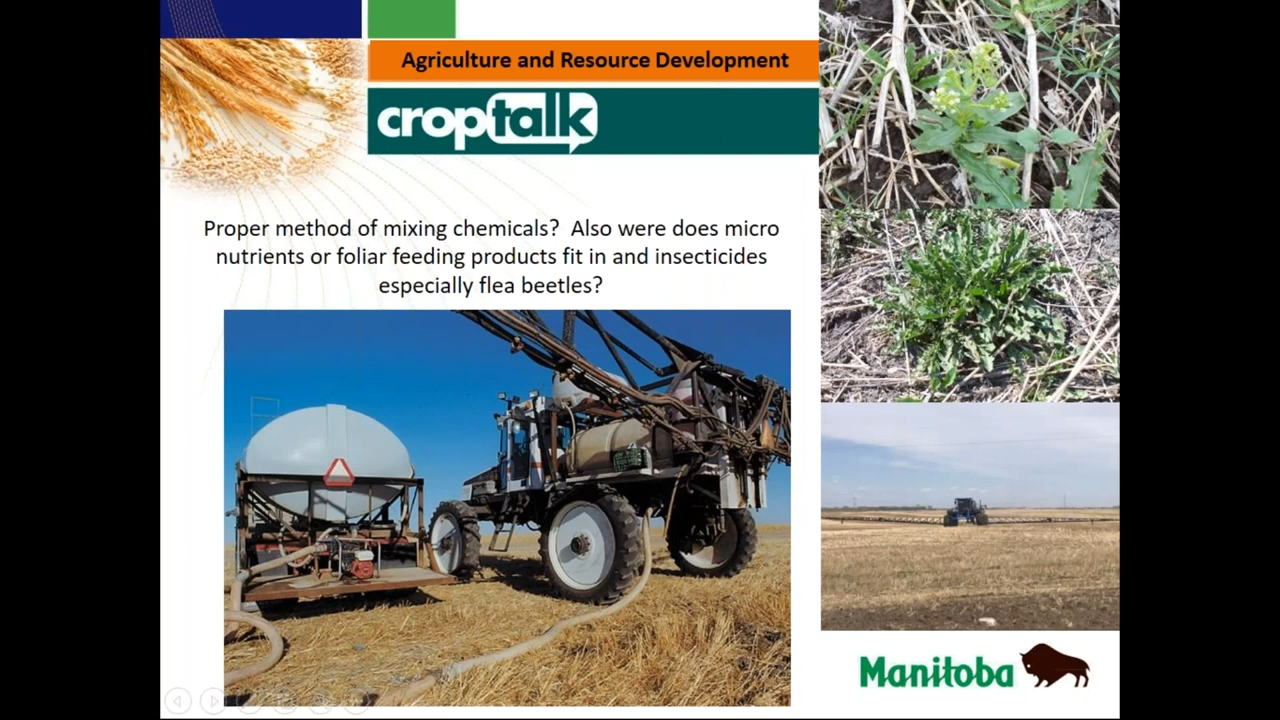 Agriculture and Resource Development
croptalk
Proper method of mixing chemicals? Also were does micro
nutrients or foliar feeding products fit in and insecticides
especially flea beetles?
Manitoba